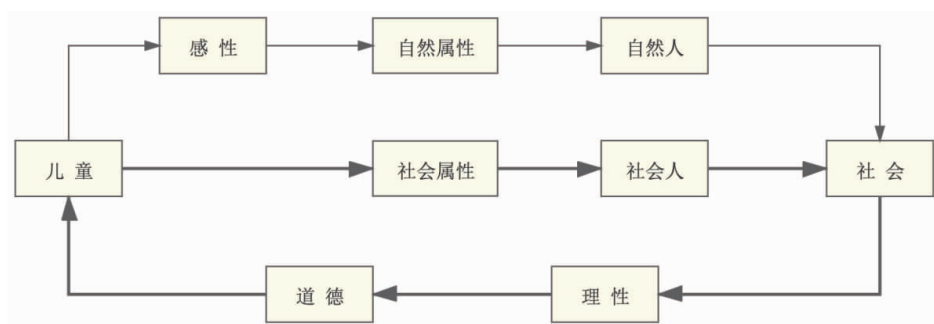 感 性
自然属性
自然人
儿 童
社会属性
社会人
社 会
道 德
理 性